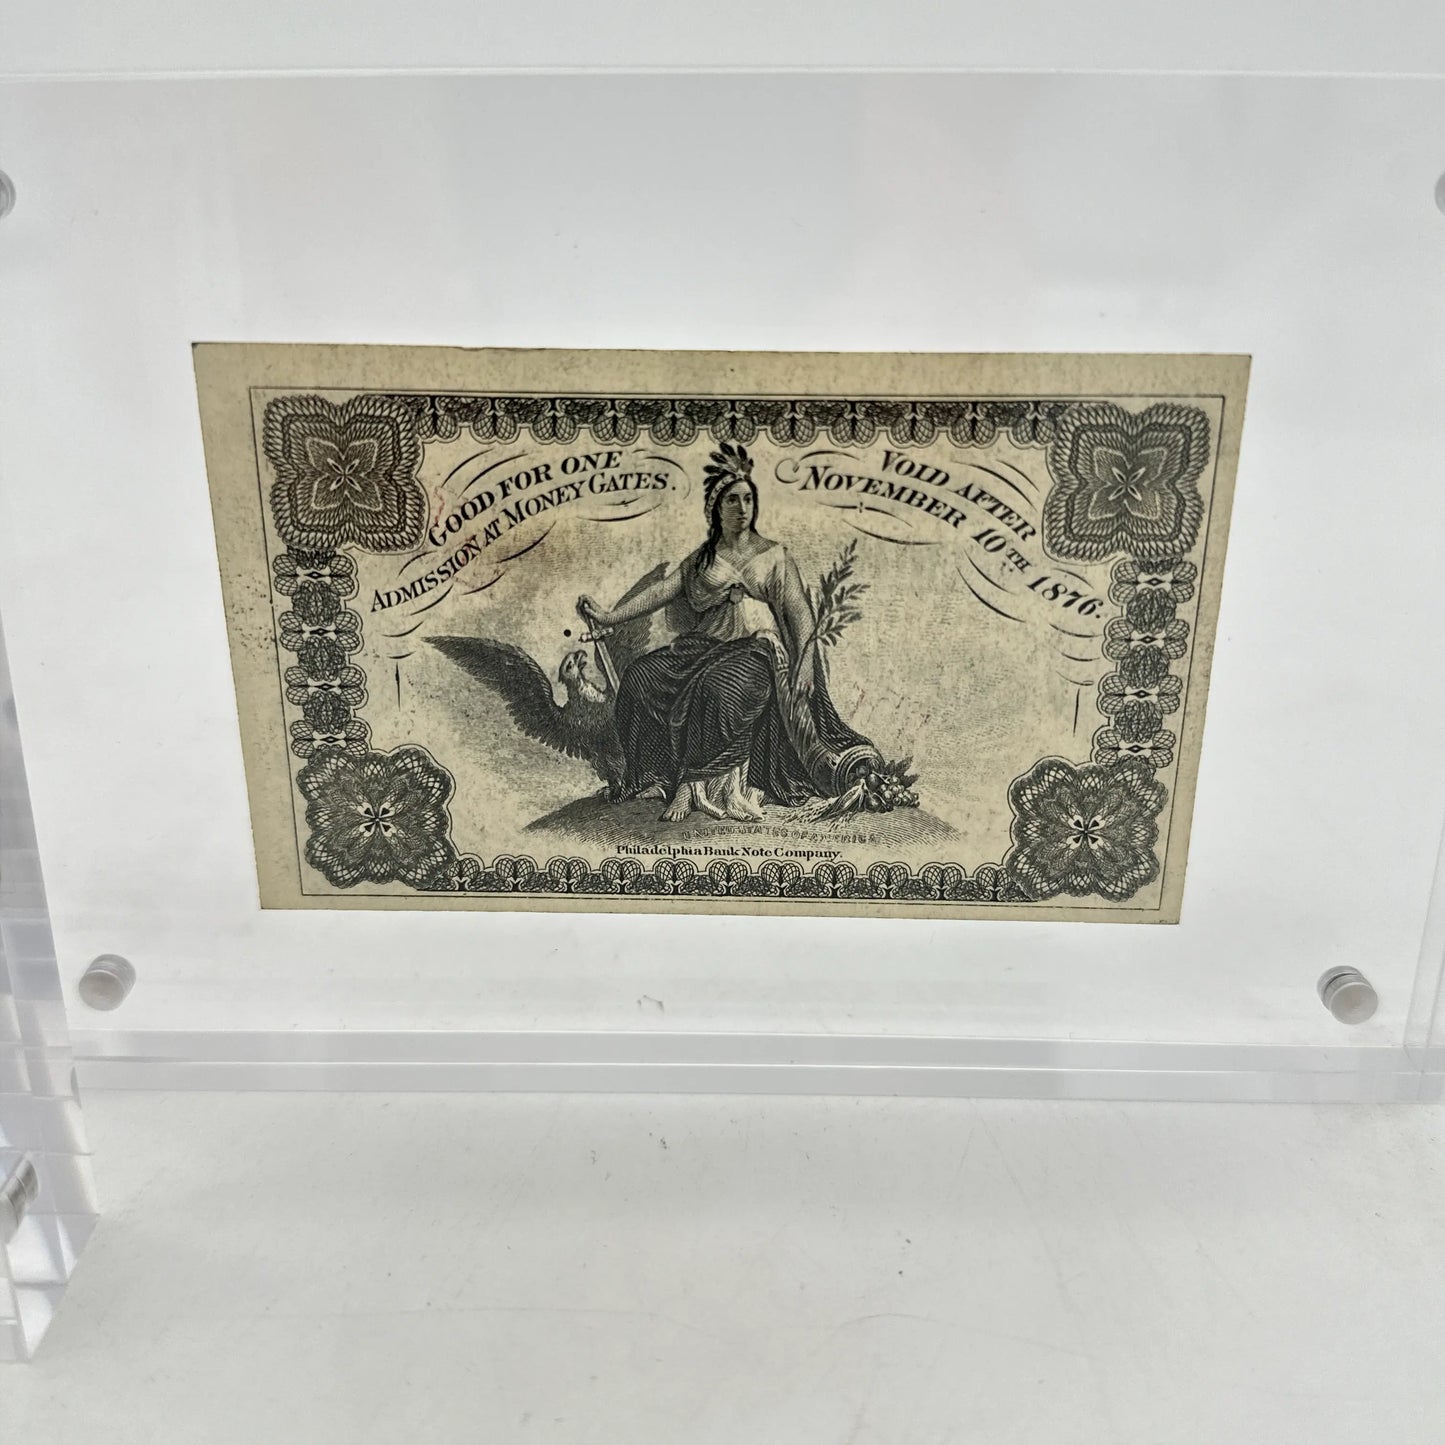 GOOD FOR ONE
ADMISSION AT MONEY GATES.
VOID AFTER
NOVEMBER 10TH 1876.
UNITED STATES OF AMERICA
Philadelphia Bank Note Company.